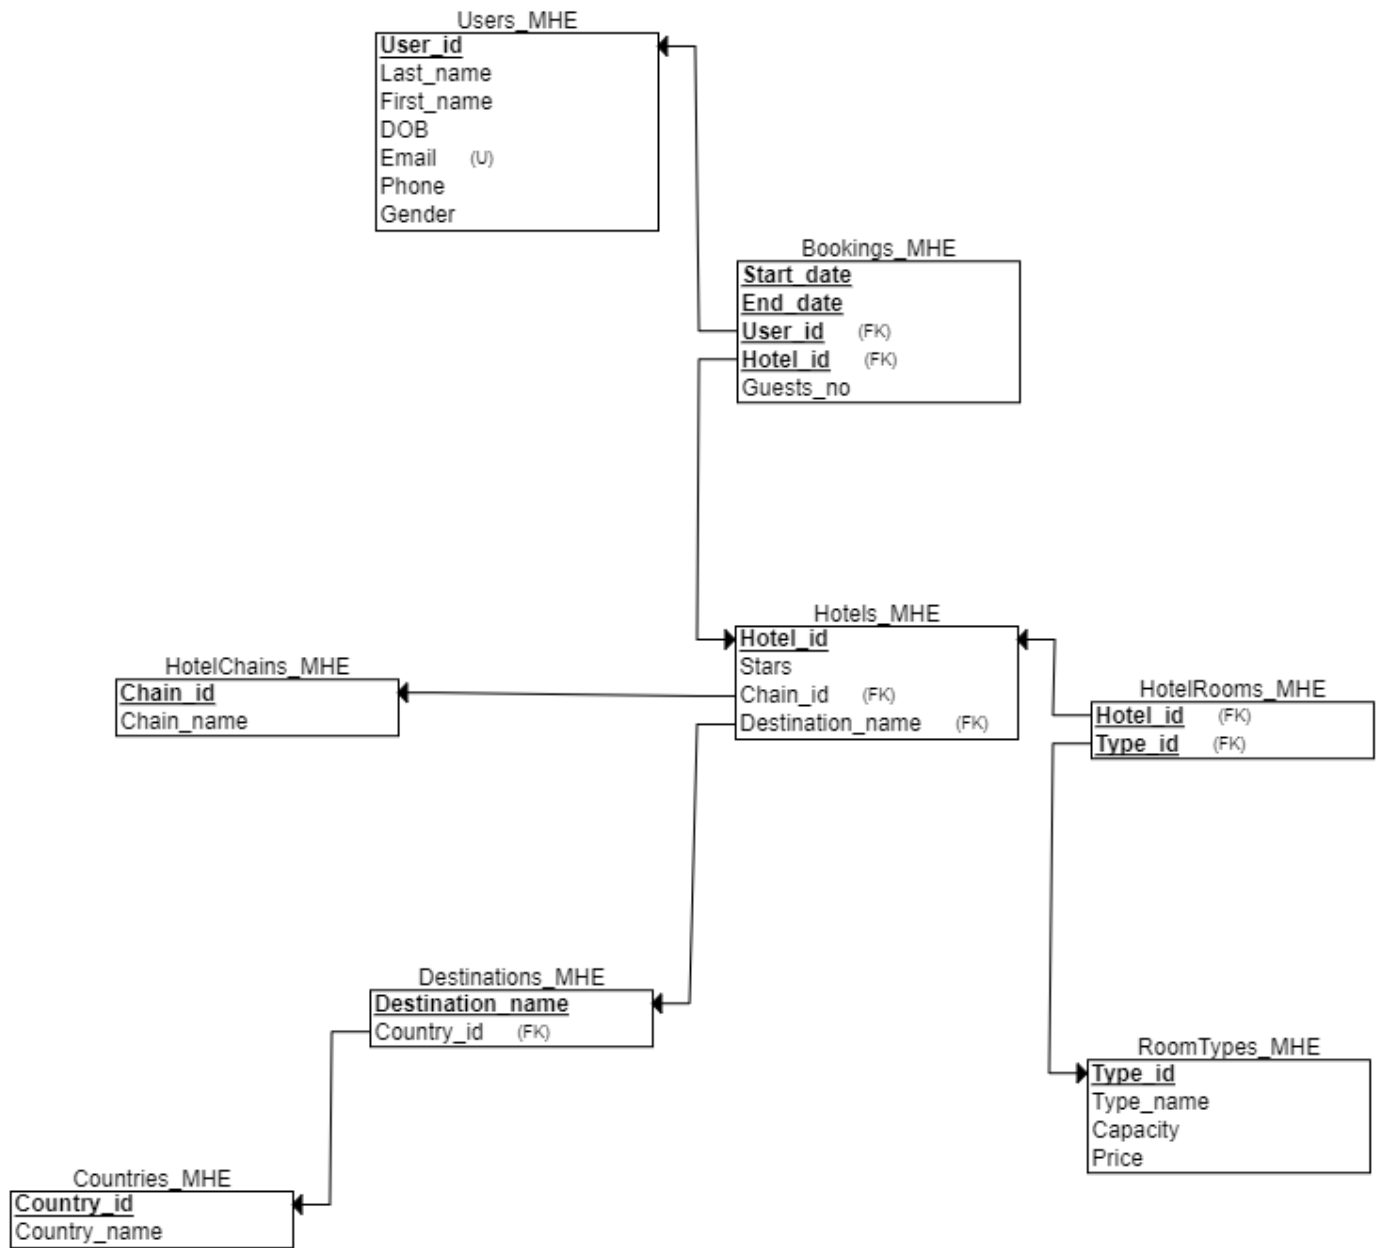 Users_MHE
User_id
Last_name
First_name
DOB
Email (U)
Phone
Gender
Bookings_MHE
Start_date
End_date
User_id (FK)
Hotel_id (FK)
Guests_no
Hotels_MHE
Hotel_id
Stars
Chain_id (FK)
Destination_name (FK)
HotelChains_MHE
Chain_id
Chain_name
HotelRooms_MHE
Hotel_id (FK)
Type_id (FK)
Destinations_MHE
Destination_name
Country_id (FK)
RoomTypes_MHE
Type_id
Type_name
Capacity
Price
Countries_MHE
Country_id
Country_name